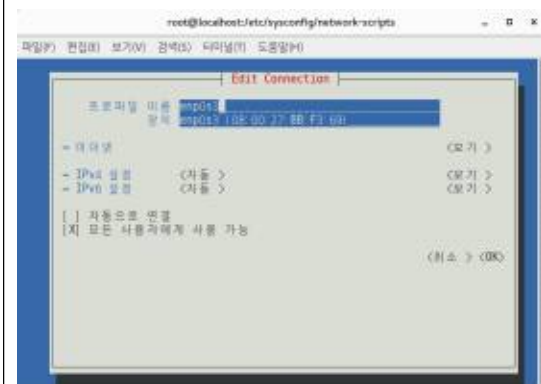 root@localhost:/etc/sysconfig/network-scripts
파일(F) 편집(E) 보기(V) 검색(S) 터미널(T) 도움말(H)
Edit Connection
프로파일 이름 enp0s3
장치 enp0s3 (08:00:27:BB:F3:69)
= 이더넷 <보기 >
= IPv4 설정 <자동 > <보기 >
= IPv6 설정 <자동 > <보기 >
[ ] 자동으로 연결
[X] 모든 사용자에게 사용 가능
<취소 > <OK>